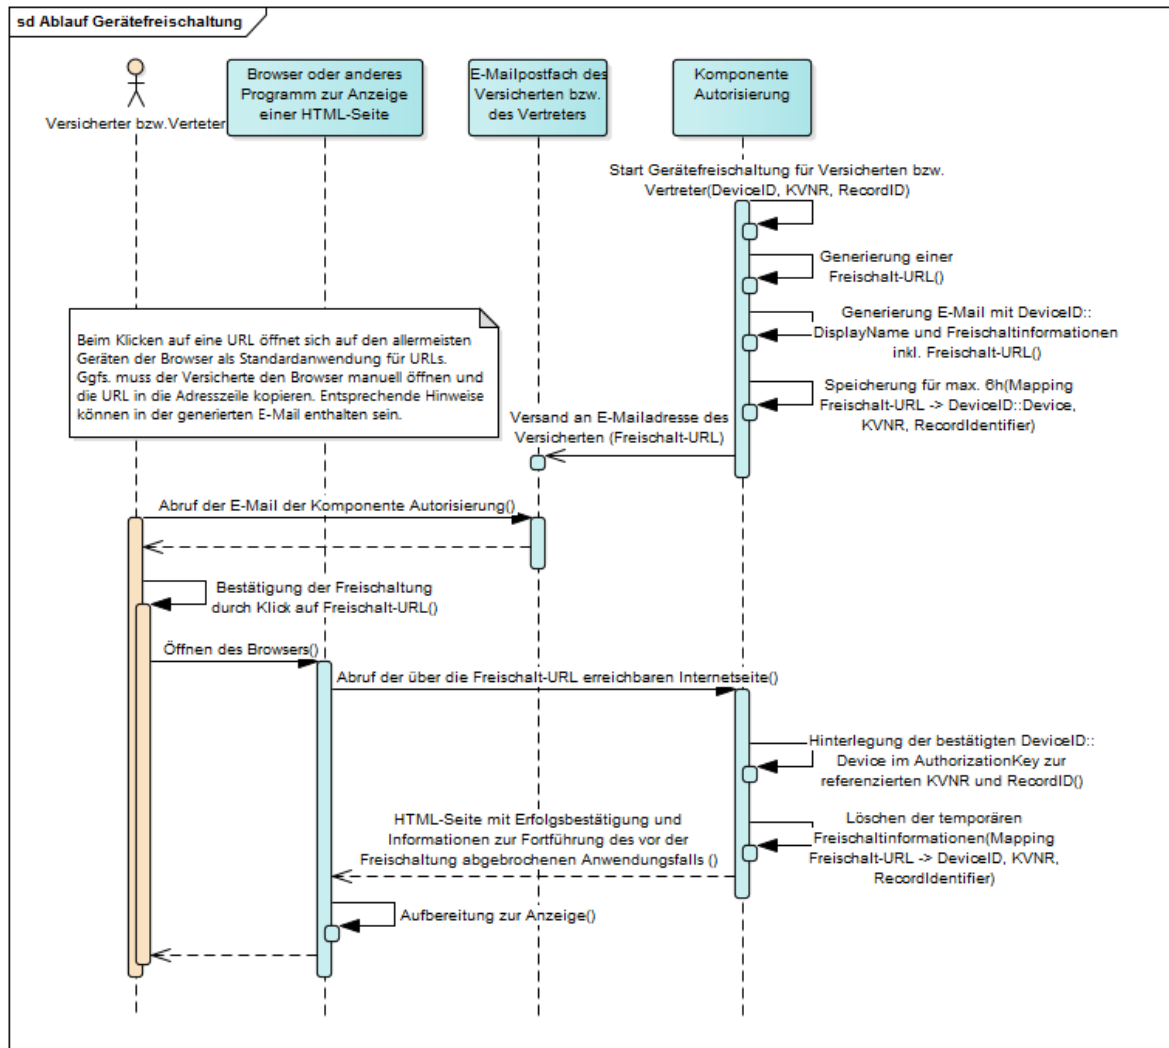 sd Ablauf Gerätefreischaltung
Versicherter bzw.Verteter
Browser oder anderes
Programm zur Anzeige
einer HTML-Seite
E-Mailpostfach des
Versicherten bzw.
des Vertreters
Komponente
Autorisierung
Start Gerätefreischaltung für Versicherten bzw.
Vertreter(DeviceID, KVNR, RecordID)
Generierung einer
Freischalt-URL()
Generierung E-Mail mit DeviceID::
DisplayName und Freischaltinformationen
inkl. Freischalt-URL()
Beim Klicken auf eine URL öffnet sich auf den allermeisten
Geräten der Browser als Standardanwendung für URLs.
Ggfs. muss der Versicherte den Browser manuell öffnen und
die URL in die Adresszeile kopieren. Entsprechende Hinweise
können in der generierten E-Mail enthalten sein.
Speicherung für max. 6h(Mapping
Freischalt-URL -> DeviceID::Device,
KVNR, RecordIdentifier)
Versand an E-Mailadresse des
Versicherten (Freischalt-URL)
Abruf der E-Mail der Komponente Autorisierung()
Bestätigung der Freischaltung
durch Klick auf Freischalt-URL()
Öffnen des Browsers()
Abruf der über die Freischalt-URL erreichbaren Internetseite()
Hinterlegung der bestätigten DeviceID::
Device im AuthorizationKey zur
referenzierten KVNR und RecordID()
Löschen der temporären
Freischaltinformationen(Mapping
Freischalt-URL -> DeviceID, KVNR,
RecordIdentifier)
HTML-Seite mit Erfolgsbestätigung und
Informationen zur Fortführung des vor der
Freischaltung abgebrochenen Anwendungsfalls ()
Aufbereitung zur Anzeige()